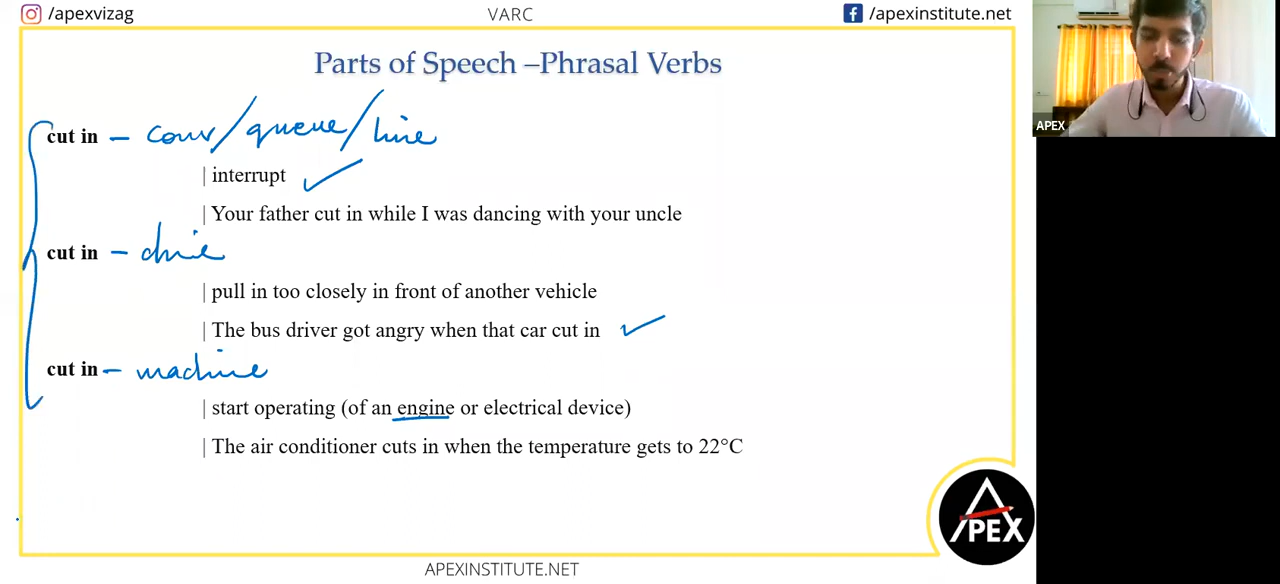 /apexvizag VARC /apexinstitute.net
Parts of Speech –Phrasal Verbs
cut in – conv/queue/line
| interrupt
| Your father cut in while I was dancing with your uncle
cut in – drive
| pull in too closely in front of another vehicle
| The bus driver got angry when that car cut in
cut in – machine
| start operating (of an engine or electrical device)
| The air conditioner cuts in when the temperature gets to 22°C
APEX
APEX
APEXINSTITUTE.NET